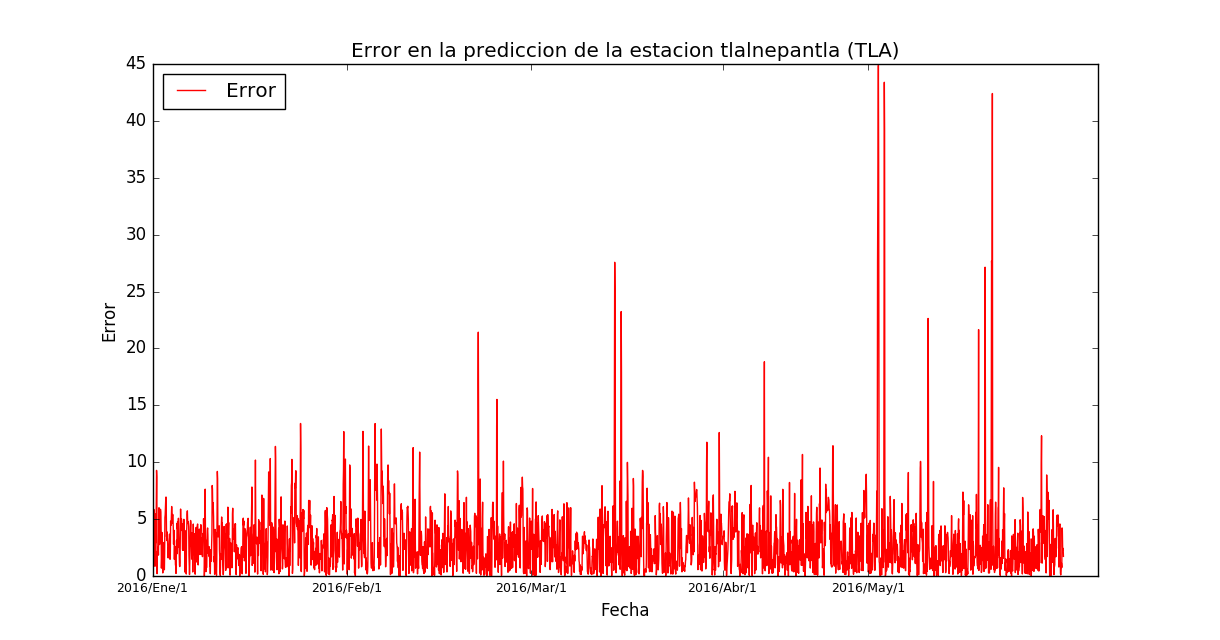 Error en la prediccion de la estacion tlalnepantla (TLA)
Error
45
40
35
30
25
20
15
10
5
0
Error
2016/Ene/1
2016/Feb/1
2016/Mar/1
2016/Abr/1
2016/May/1
Fecha